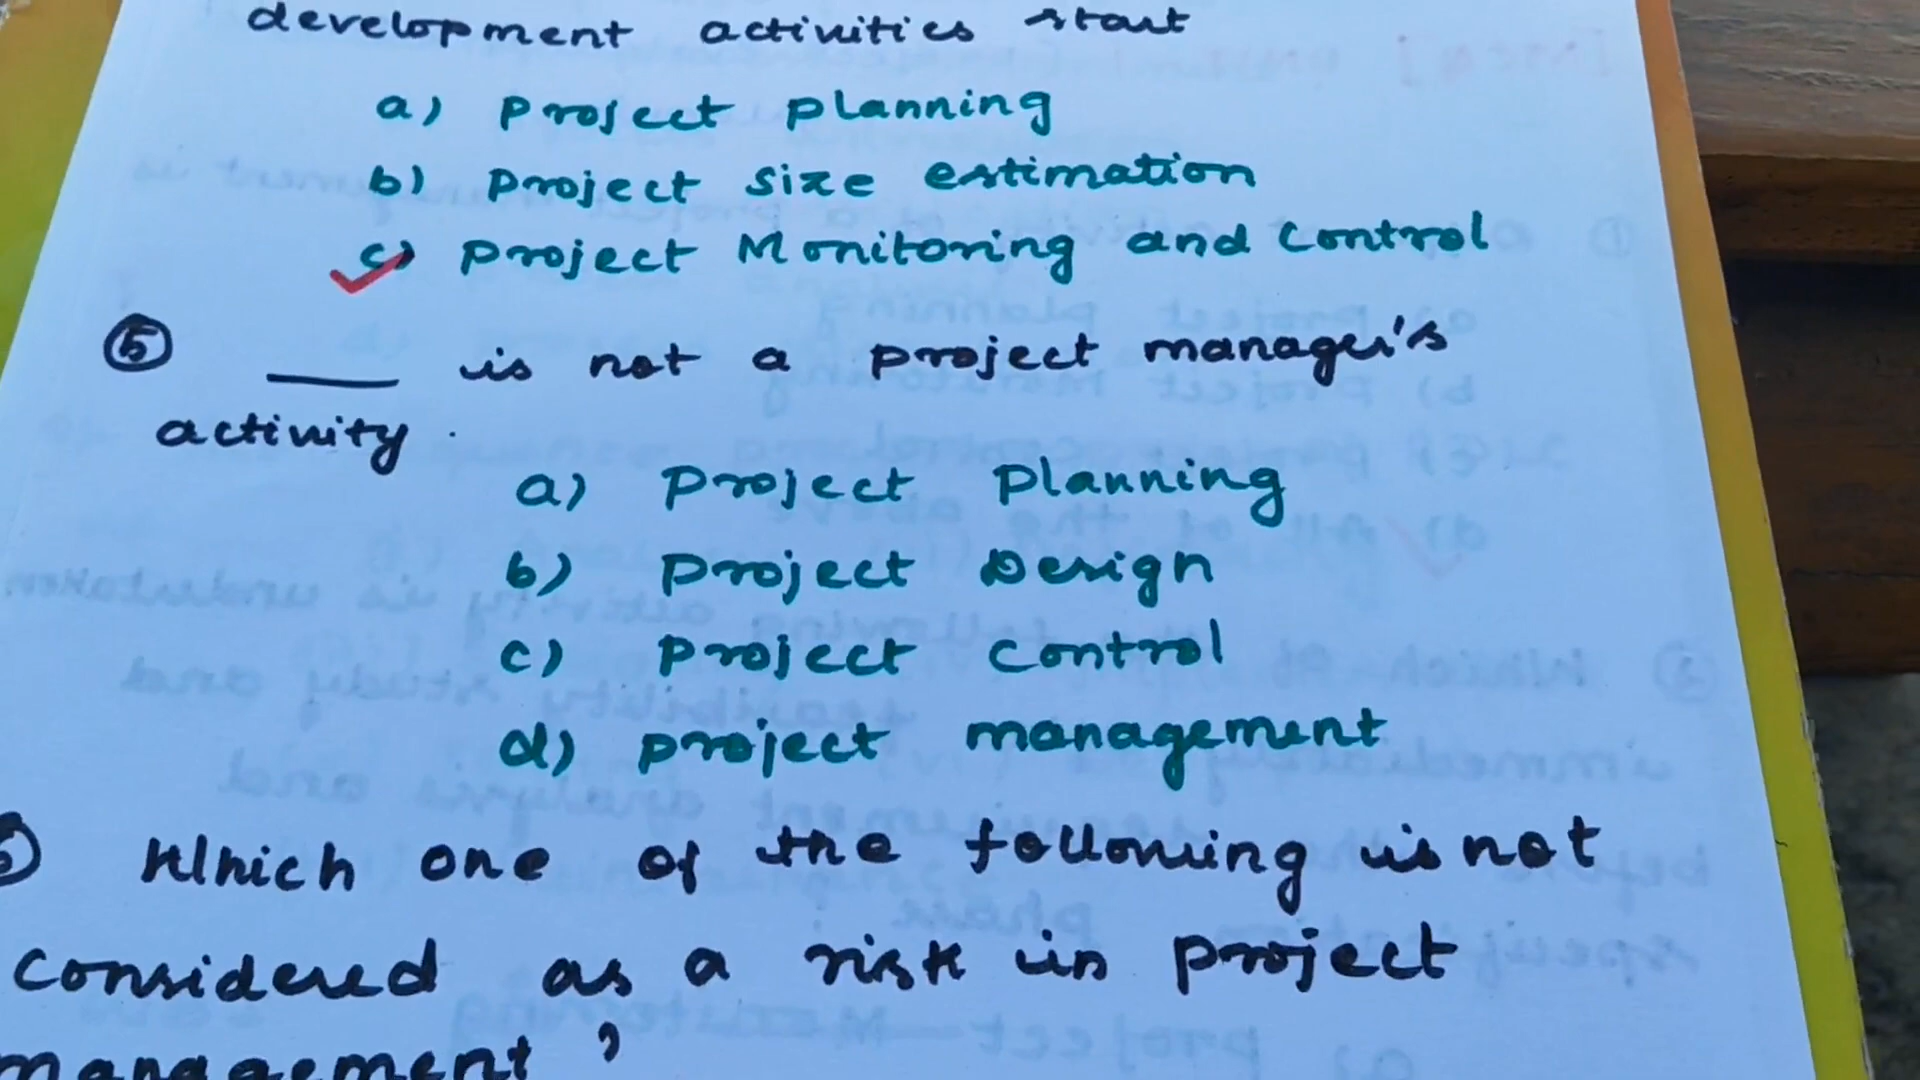 development activities start
a) Project planning
b) Project size estimation
c) Project Monitoring and Control
5 ___ is not a project manager's
activity.
a) Project Planning
b) Project Design
c) Project Control
d) project management
Which one of the following is not
considered as a risk in project
management ?